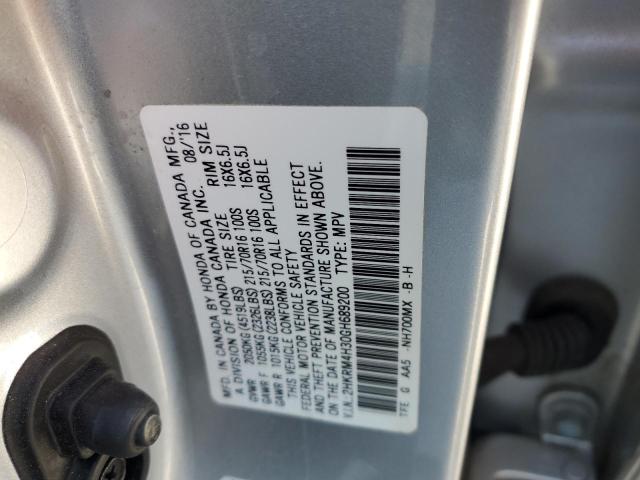 MFD. IN CANADA BY HONDA OF CANADA MFG.,
A DIVISION OF HONDA CANADA INC. 08/16
TIRE SIZE RIM SIZE
GVWR 2050KG (4519LBS)
GAWR F 1055KG (2326LBS) 215/70R16 100S 16X6.5J
GAWR R 1015KG (2238LBS) 215/70R16 100S 16X6.5J
THIS VEHICLE CONFORMS TO ALL APPLICABLE
FEDERAL MOTOR VEHICLE SAFETY
AND THEFT PREVENTION STANDARDS IN EFFECT
ON THE DATE OF MANUFACTURE SHOWN ABOVE.
V.I.N. 2HKRM4H30GH689200 TYPE: MPV
TFE G AA5 NH700MX -B -H